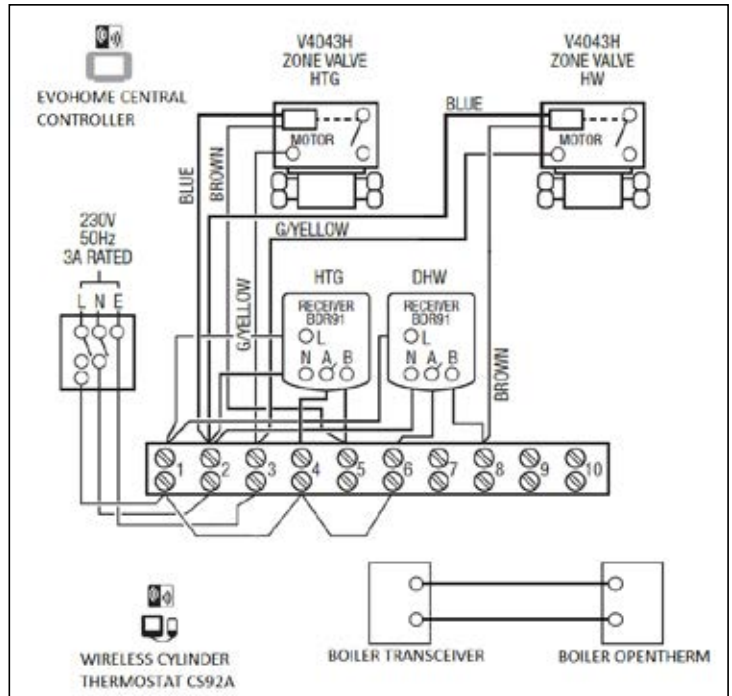 EVOHOME CENTRAL
CONTROLLER
V4043H
ZONE VALVE
HTG
V4043H
ZONE VALVE
HW
MOTOR
MOTOR
BLUE
BLUE
BROWN
G/YELLOW
G/YELLOW
BROWN
230V
50Hz
3A RATED
L N E
HTG
DHW
RECEIVER
BDR91
L
N A B
RECEIVER
BDR91
L
N A B
1 2 3 4 5 6 7 8 9 10
WIRELESS CYLINDER
THERMOSTAT CS92A
BOILER TRANSCEIVER
BOILER OPENTHERM